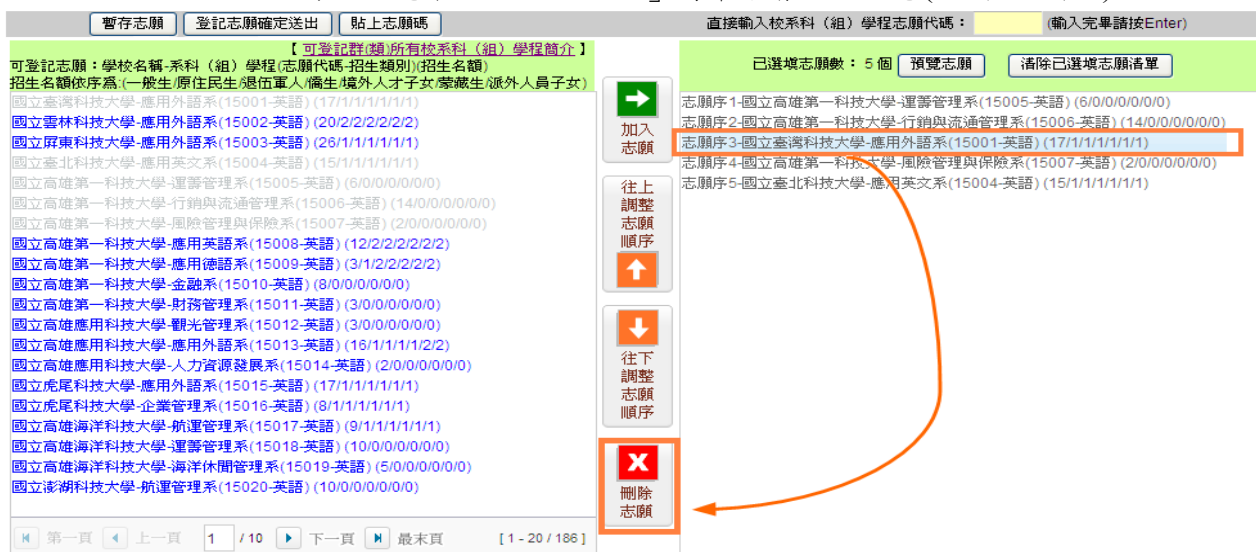 暫存志願 登記志願確定送出 貼上志願碼 直接輸入校系科（組）學程志願代碼： (輸入完畢請按Enter)
【可登記群(類)所有校系科（組）學程簡介】
可登記志願：學校名稱-系科（組）學程(志願代碼-招生類別)(招生名額)
招生名額依序為:(一般生/原住民生/退伍軍人/僑生/境外人才子女/蒙藏生/派外人員子女)
國立臺灣科技大學-應用外語系(15001-英語) (17/1/1/1/1/1/1)
國立雲林科技大學-應用外語系(15002-英語) (20/2/2/2/2/2/2)
國立屏東科技大學-應用外語系(15003-英語) (26/1/1/1/1/1/1)
國立臺北科技大學-應用英文系(15004-英語) (15/1/1/1/1/1/1)
國立高雄第一科技大學-運籌管理系(15005-英語) (6/0/0/0/0/0/0)
國立高雄第一科技大學-行銷與流通管理系(15006-英語) (14/0/0/0/0/0/0)
國立高雄第一科技大學-風險管理與保險系(15007-英語) (2/0/0/0/0/0/0)
國立高雄第一科技大學-應用英語系(15008-英語) (12/2/2/2/2/2/2)
國立高雄第一科技大學-應用德語系(15009-英語) (3/1/2/2/2/2/2)
國立高雄第一科技大學-金融系(15010-英語) (8/0/0/0/0/0/0)
國立高雄第一科技大學-財務管理系(15011-英語) (3/0/0/0/0/0/0)
國立高雄應用科技大學-觀光管理系(15012-英語) (3/0/0/0/0/0/0)
國立高雄應用科技大學-應用外語系(15013-英語) (16/1/1/1/1/2/2)
國立高雄應用科技大學-人力資源發展系(15014-英語) (2/0/0/0/0/0/0)
國立虎尾科技大學-應用外語系(15015-英語) (17/1/1/1/1/1/1)
國立虎尾科技大學-企業管理系(15016-英語) (8/1/1/1/1/1/1)
國立高雄海洋科技大學-航運管理系(15017-英語) (9/1/1/1/1/1/1)
國立高雄海洋科技大學-運籌管理系(15018-英語) (10/0/0/0/0/0/0)
國立高雄海洋科技大學-海洋休閒管理系(15019-英語) (5/0/0/0/0/0/0)
國立澎湖科技大學-航運管理系(15020-英語) (10/0/0/0/0/0/0)
第一頁 上一頁 1 / 10 下一頁 最末頁 [ 1 - 20 / 186 ]
加入
志願
往上
調整
志願
順序
往下
調整
志願
順序
刪除
志願
已選填志願數： 5 個 預覽志願 清除已選填志願清單
志願序1-國立高雄第一科技大學-運籌管理系(15005-英語) (6/0/0/0/0/0/0)
志願序2-國立高雄第一科技大學-行銷與流通管理系(15006-英語) (14/0/0/0/0/0/0)
志願序3-國立臺灣科技大學-應用外語系(15001-英語) (17/1/1/1/1/1/1)
志願序4-國立高雄第一科技大學-風險管理與保險系(15007-英語) (2/0/0/0/0/0/0)
志願序5-國立臺北科技大學-應用英文系(15004-英語) (15/1/1/1/1/1/1)